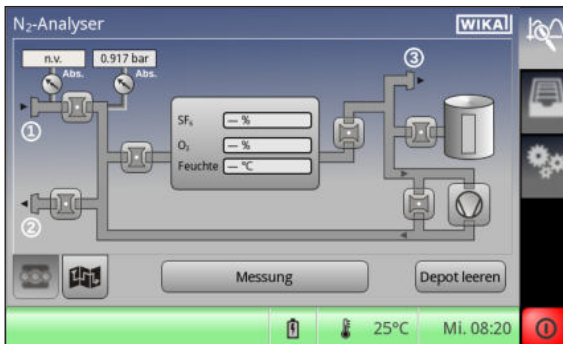 N₂-Analyser
WIKA
n.v.
0.917 bar
Abs.
Abs.
③
①
SF₆
— %
O₂
— %
Feuchte
— °C
②
Messung
Depot leeren
25°C
Mi. 08:20